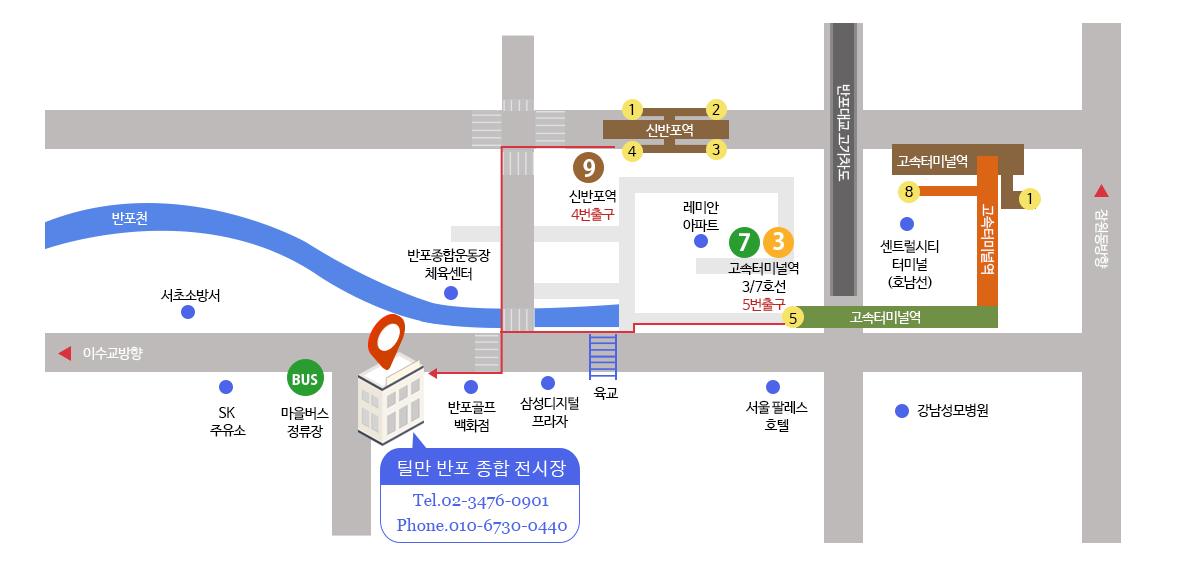 1
2
신반포역
4
3
반포대교 고가차도
9
신반포역
4번출구
고속터미널역
8
1
고속터미널역
레미안
아파트
7
3
고속터미널역
3/7호선
5번출구
센트럴시티
터미널
(호남선)
강원동방향
반포천
반포종합운동장
체육센터
서초소방서
5
고속터미널역
이수교방향
BUS
SK
주유소
마을버스
정류장
반포골프
백화점
삼성디지털
프라자
육교
서울 팔레스
호텔
강남성모병원
틸만 반포 종합 전시장
Tel.02-3476-0901
Phone.010-6730-0440